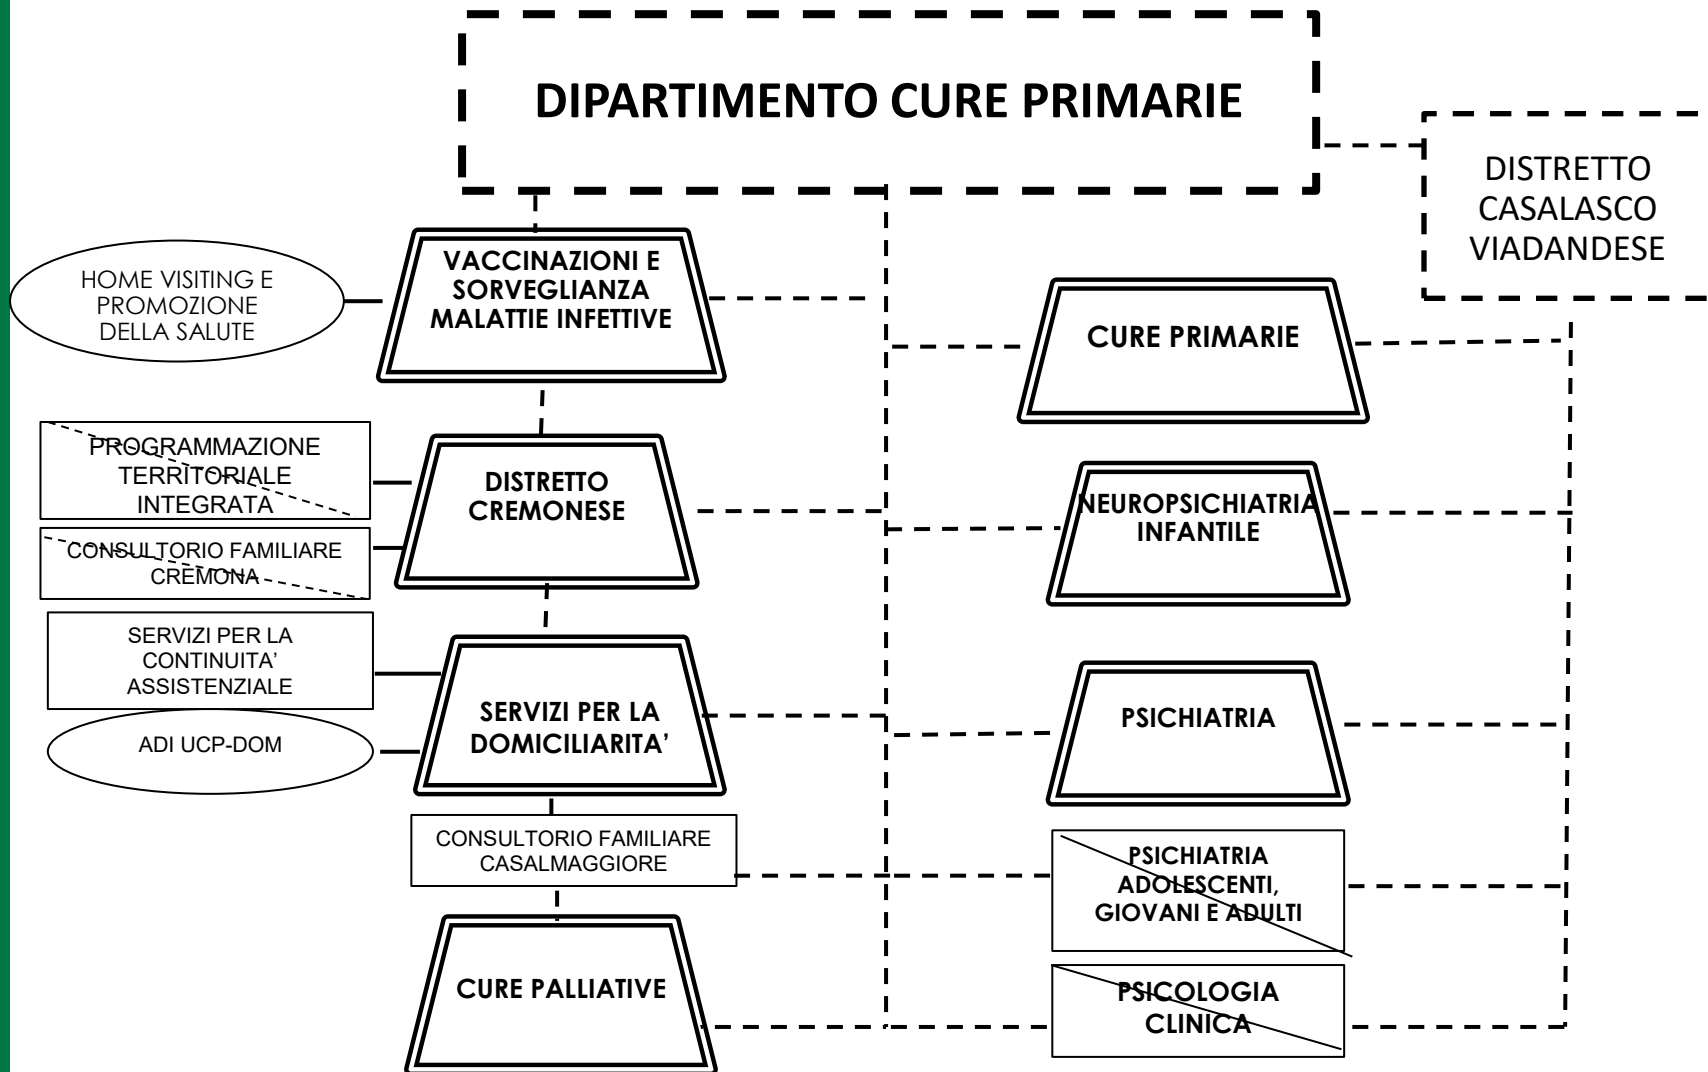 DIPARTIMENTO CURE PRIMARIE
DISTRETTO
CASALASCO
VIADANDESE
HOME VISITING E
PROMOZIONE
DELLA SALUTE
VACCINAZIONI E
SORVEGLIANZA
MALATTIE INFETTIVE
CURE PRIMARIE
PROGRAMMAZIONE
TERRITORIALE
INTEGRATA
DISTRETTO
CREMONESE
NEUROPSICHIATRIA
INFANTILE
CONSULTORIO FAMILIARE
CREMONA
SERVIZI PER LA
CONTINUITA’
ASSISTENZIALE
SERVIZI PER LA
DOMICILIARITA’
PSICHIATRIA
ADI UCP-DOM
CONSULTORIO FAMILIARE
CASALMAGGIORE
PSICHIATRIA
ADOLESCENTI,
GIOVANI E ADULTI
CURE PALLIATIVE
PSICOLOGIA
CLINICA